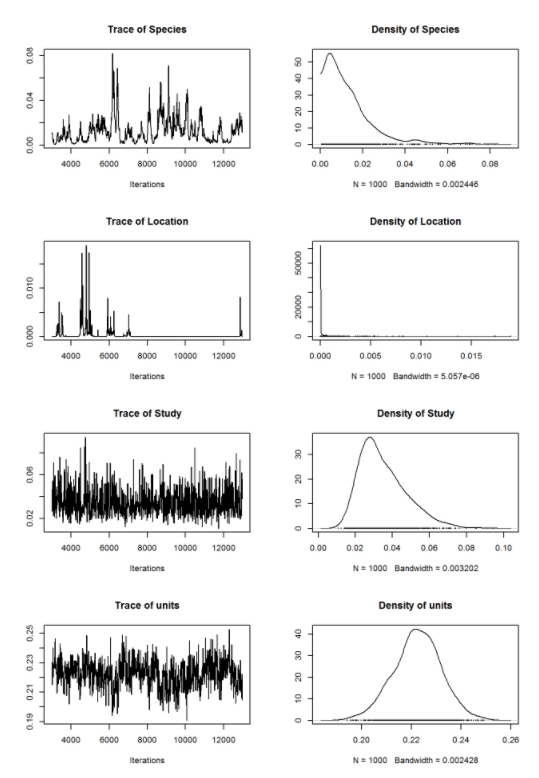 Trace of Species
0.00 0.04 0.08
4000 6000 8000 10000 12000
Iterations
Density of Species
0 10 20 30 40 50
0.00 0.02 0.04 0.06 0.08
N = 1000 Bandwidth = 0.002446
Trace of Location
0.000 0.010
4000 6000 8000 10000 12000
Iterations
Density of Location
0 20000 50000
0.000 0.005 0.010 0.015
N = 1000 Bandwidth = 5.057e-06
Trace of Study
0.02 0.06
4000 6000 8000 10000 12000
Iterations
Density of Study
0 10 20 30
0.00 0.02 0.04 0.06 0.08 0.10
N = 1000 Bandwidth = 0.003202
Trace of units
0.19 0.21 0.23 0.25
4000 6000 8000 10000 12000
Iterations
Density of units
0 10 20 30 40
0.20 0.22 0.24 0.26
N = 1000 Bandwidth = 0.002428